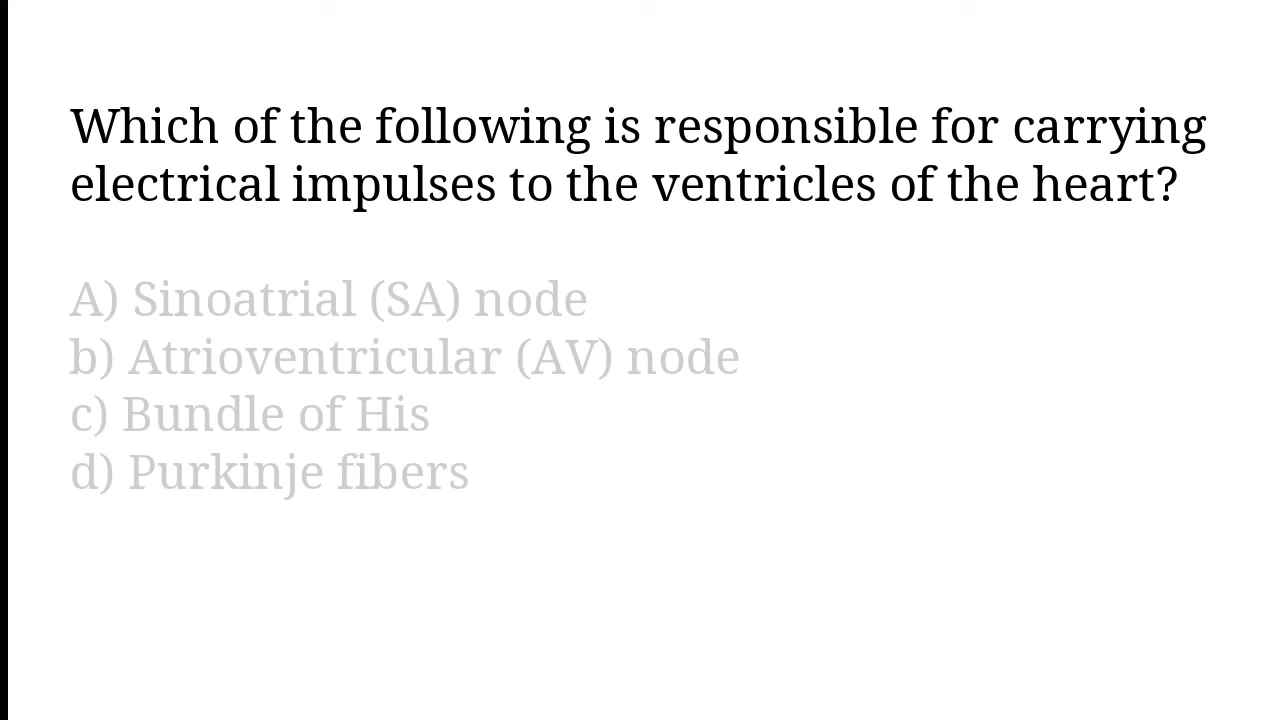 Which of the following is responsible for carrying
electrical impulses to the ventricles of the heart?
A) Sinoatrial (SA) node
b) Atrioventricular (AV) node
c) Bundle of His
d) Purkinje fibers